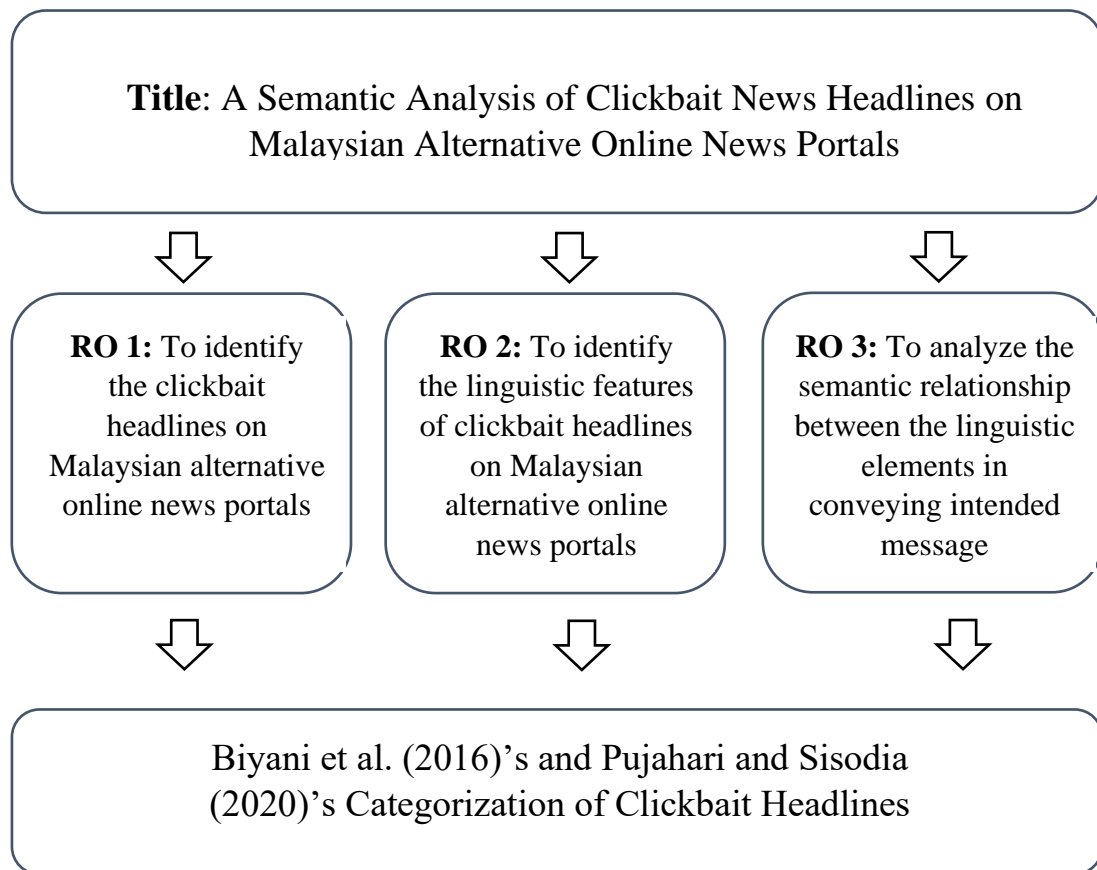 Title: A Semantic Analysis of Clickbait News Headlines on
Malaysian Alternative Online News Portals
RO 1: To identify
the clickbait
headlines on
Malaysian alternative
online news portals
RO 2: To identify
the linguistic features
of clickbait headlines
on Malaysian
alternative online
news portals
RO 3: To analyze the
semantic relationship
between the linguistic
elements in
conveying intended
message
Biyani et al. (2016)’s and Pujahari and Sisodia
(2020)’s Categorization of Clickbait Headlines